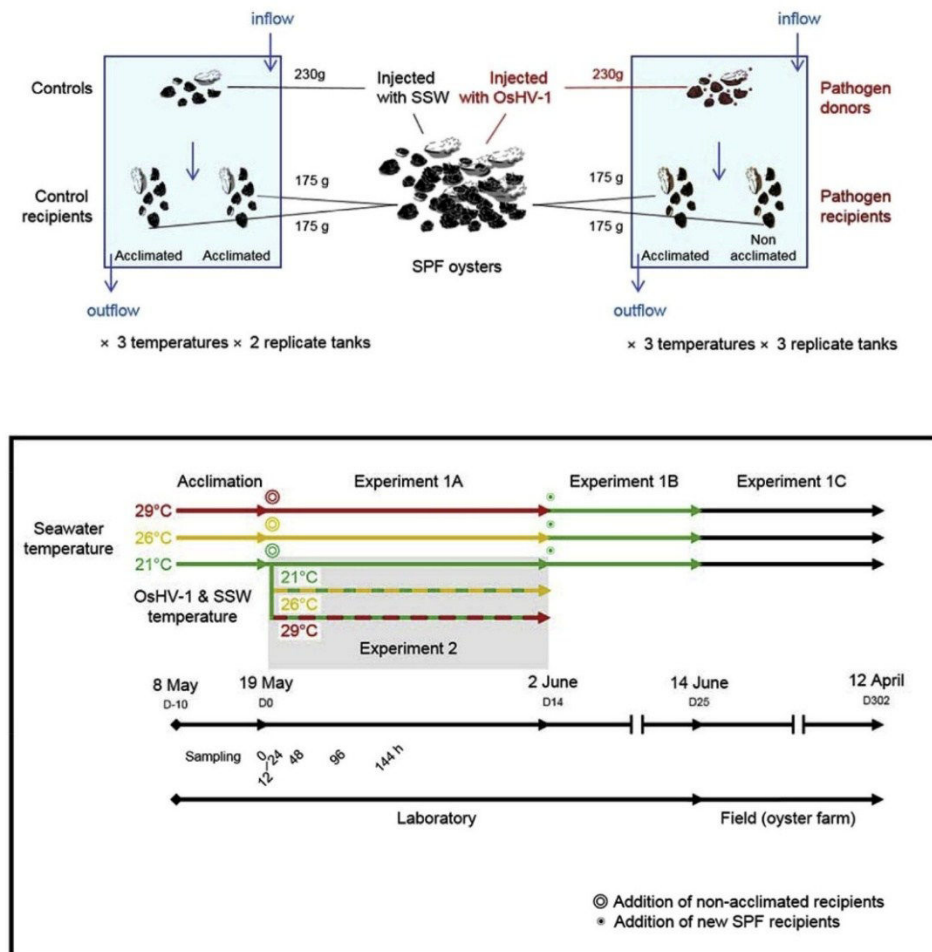 inflow
inflow
Controls
230g
Injected
with SSW
Injected
with OsHV-1
230g
Pathogen
donors
Control
recipients
175 g
175 g
SPF oysters
175 g
175 g
Pathogen
recipients
Acclimated
Acclimated
Acclimated
Non
acclimated
outflow
outflow
× 3 temperatures × 2 replicate tanks
× 3 temperatures × 3 replicate tanks
Acclimation
Experiment 1A
Experiment 1B
Experiment 1C
Seawater
temperature
29°C
26°C
21°C
OsHV-1 & SSW
temperature
21°C
26°C
29°C
Experiment 2
8 May
D-10
19 May
D0
2 June
D14
14 June
D25
12 April
D302
Sampling
0
12
24
48
96
144 h
Laboratory
Field (oyster farm)
Addition of non-acclimated recipients
Addition of new SPF recipients